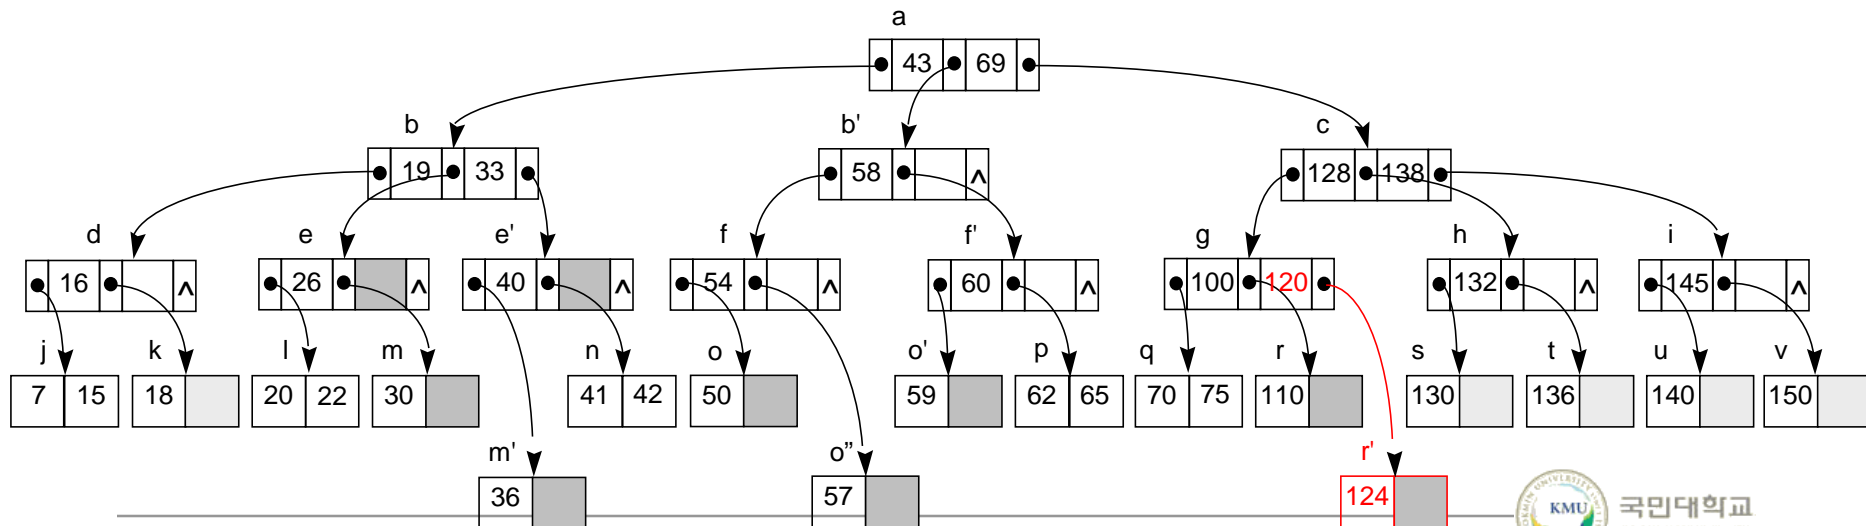 a
43 69
b b' c
19 33 58 ^ 128 138
d e e' f f' g h i
16 ^ 26 ^ 40 ^ 54 ^ 60 ^ 100 120 132 ^ 145 ^
j k l m n o o' p q r s t u v
7 15 18 20 22 30 41 42 50 59 62 65 70 75 110 130 136 140 150
m' o” r'
36 57 124
KMU 국민대학교